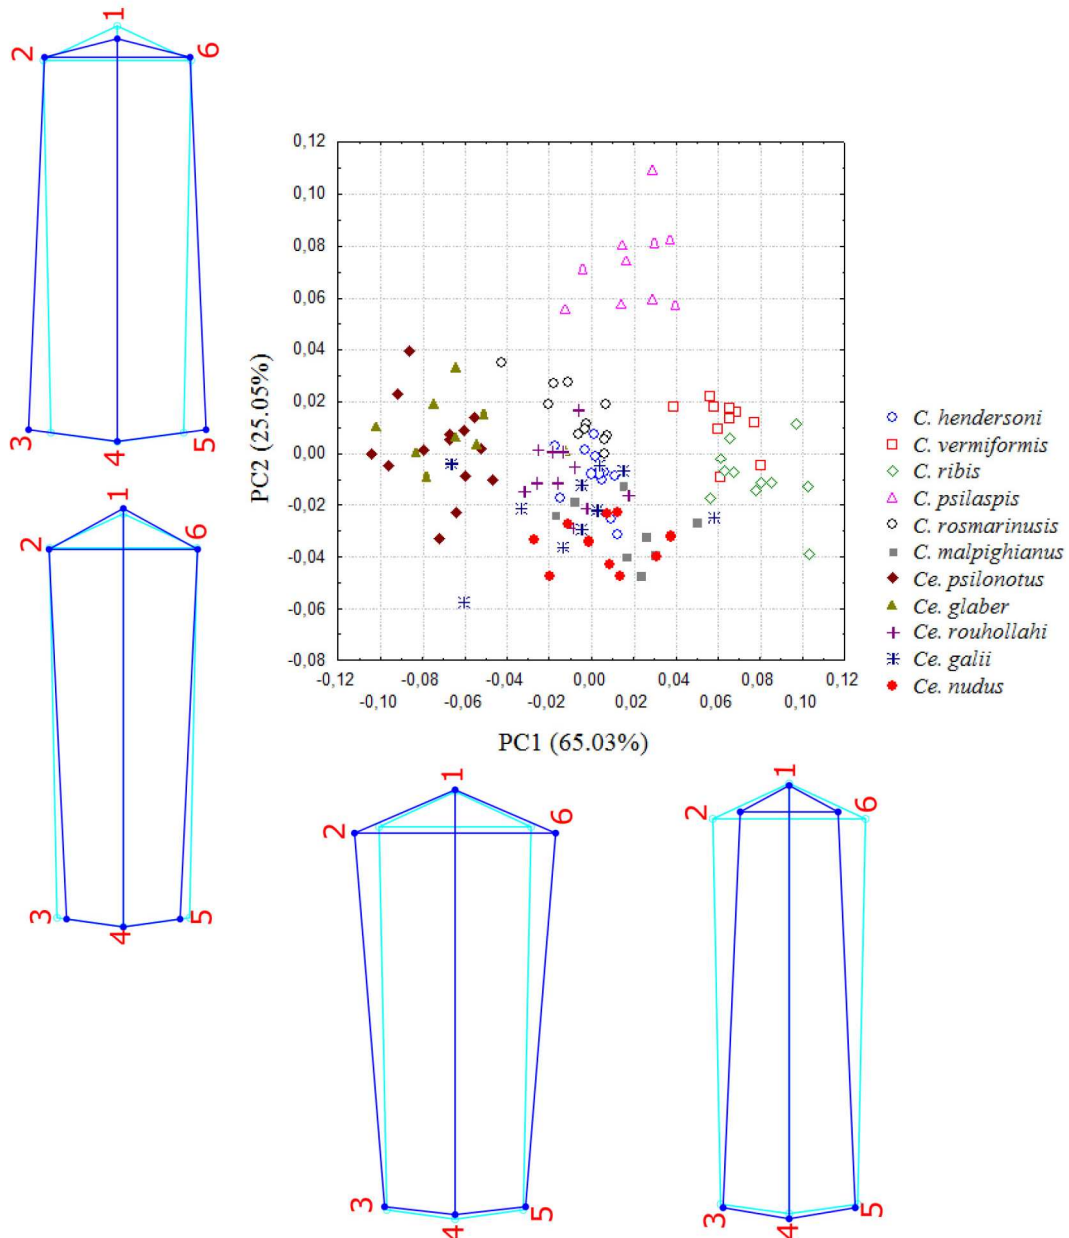 1
2
6
3
4
5
1
2
6
3
4
5
0,12
0,10
0,08
0,06
0,04
0,02
0,00
-0,02
-0,04
-0,06
-0,08
PC2 (25.05%)
-0,12 -0,08 -0,04 0,00 0,04 0,08 0,12
-0,10 -0,06 -0,02 0,02 0,06 0,10
PC1 (65.03%)
C. hendersoni
C. vermiformis
C. ribis
C. psilaspis
C. rosmarinusis
C. malpighianus
Ce. psilonotus
Ce. glaber
Ce. rouhollahi
Ce. galii
Ce. nudus
1
2
6
3
4
5
1
2
6
3
4
5